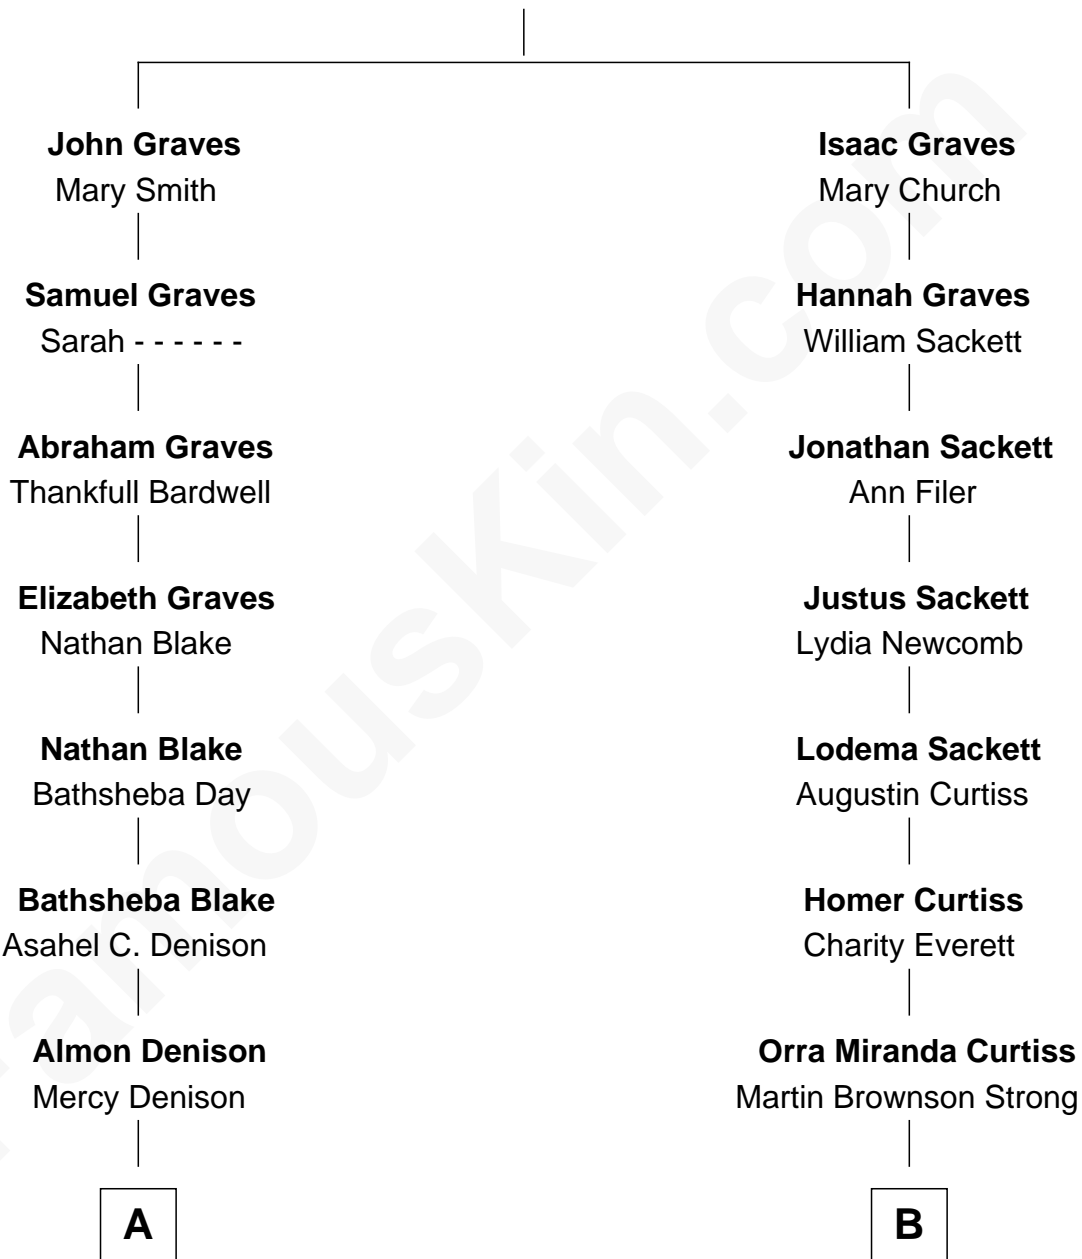 John Graves
Mary Smith
Samuel Graves
Sarah - - - - - -
Abraham Graves
Thankfull Bardwell
Elizabeth Graves
Nathan Blake
Nathan Blake
Bathsheba Day
Bathsheba Blake
Asahel C. Denison
Almon Denison
Mercy Denison
A
Isaac Graves
Mary Church
Hannah Graves
William Sackett
Jonathan Sackett
Ann Filer
Justus Sackett
Lydia Newcomb
Lodema Sackett
Augustin Curtiss
Homer Curtiss
Charity Everett
Orra Miranda Curtiss
Martin Brownson Strong
B
FamousKin.com